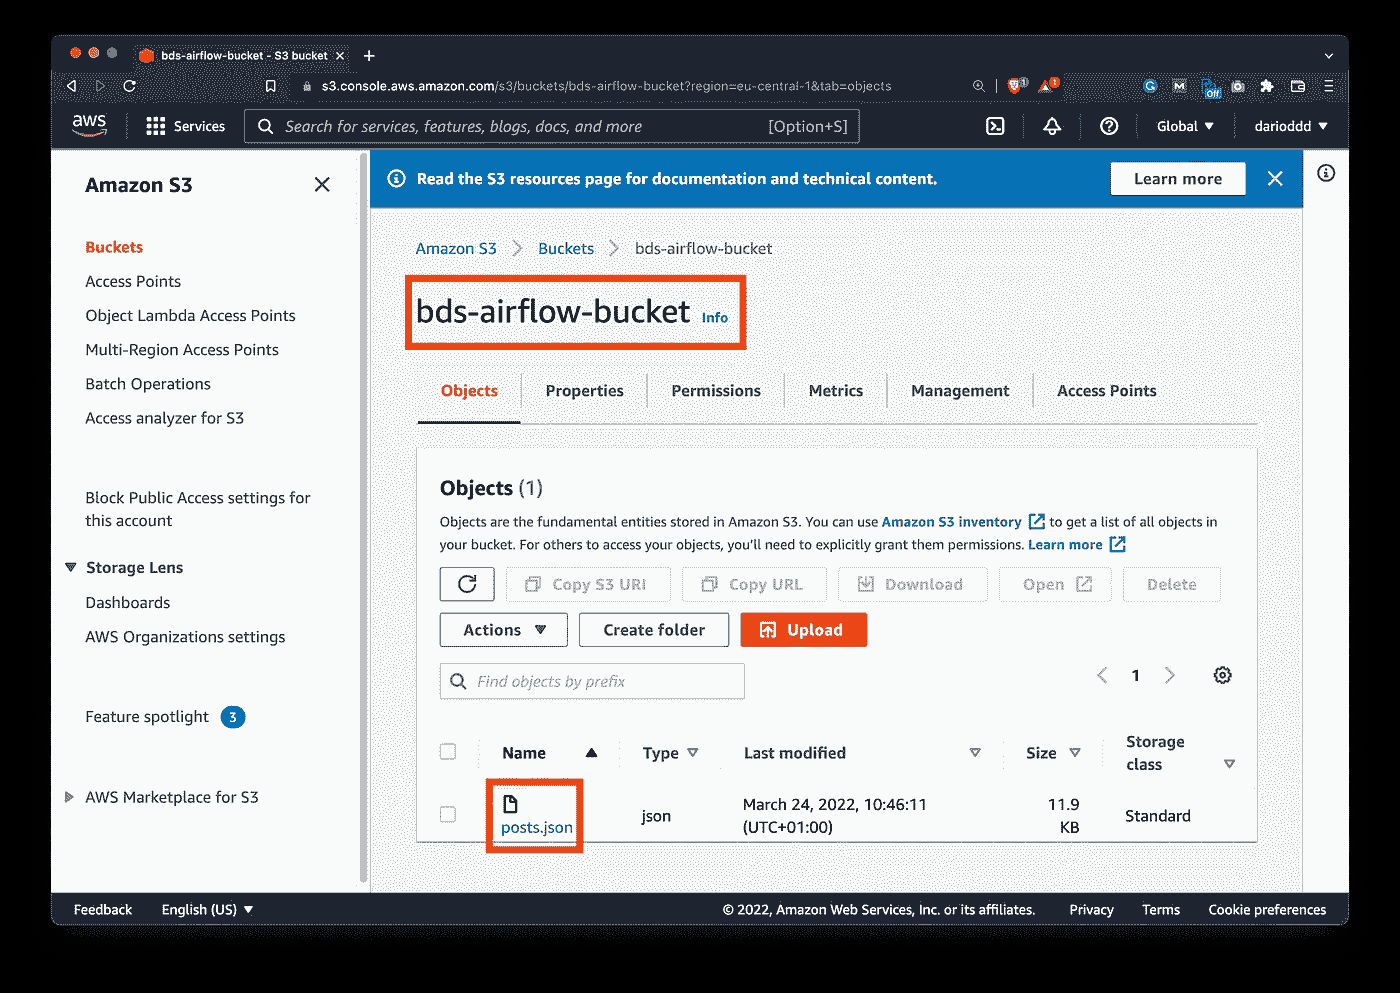 bds-airflow-bucket - S3 bucket
s3.console.aws.amazon.com/s3/buckets/bds-airflow-bucket?region=eu-central-1&tab=objects
1
1
G
M
Off
aws
Services
Search for services, features, blogs, docs, and more
[Option+S]
Global
darioddd
Amazon S3
Buckets
Access Points
Object Lambda Access Points
Multi-Region Access Points
Batch Operations
Access analyzer for S3
Block Public Access settings for
this account
Storage Lens
Dashboards
AWS Organizations settings
Feature spotlight 3
AWS Marketplace for S3
Read the S3 resources page for documentation and technical content.
Learn more
Amazon S3 > Buckets > bds-airflow-bucket
bds-airflow-bucket Info
Objects Properties Permissions Metrics Management Access Points
Objects (1)
Objects are the fundamental entities stored in Amazon S3. You can use Amazon S3 inventory to get a list of all objects in
your bucket. For others to access your objects, you'll need to explicitly grant them permissions. Learn more
Copy S3 URI Copy URL Download Open Delete
Actions Create folder Upload
Find objects by prefix
1
Name Type Last modified Size Storage
class
posts.json json March 24, 2022, 10:46:11
(UTC+01:00) 11.9
KB Standard
Feedback English (US) © 2022, Amazon Web Services, Inc. or its affiliates. Privacy Terms Cookie preferences